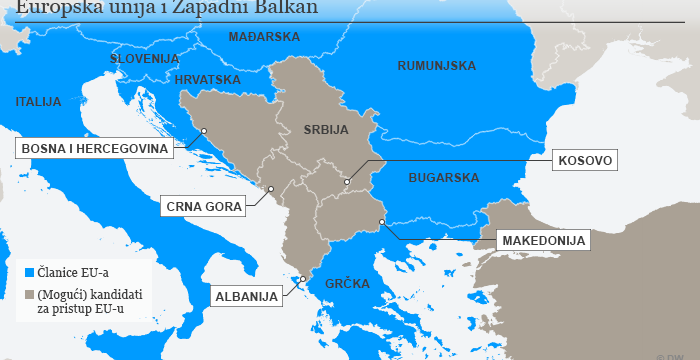 Europska unija i Zapadni Balkan
MAĐARSKA
SLOVENIJA
RUMUNJSKA
HRVATSKA
ITALIJA
SRBIJA
BOSNA I HERCEGOVINA
KOSOVO
BUGARSKA
CRNA GORA
MAKEDONIJA
Članice EU-a
GRČKA
ALBANIJA
(Mogući) kandidati
za pristup EU-u
© DW